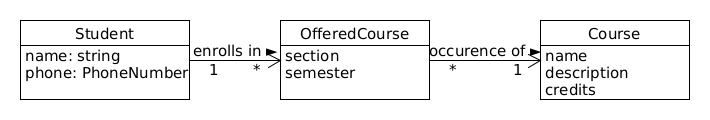 Student
name: string
phone: PhoneNumber
enrolls in
1
*
OfferedCourse
section
semester
occurence of
*
1
Course
name
description
credits